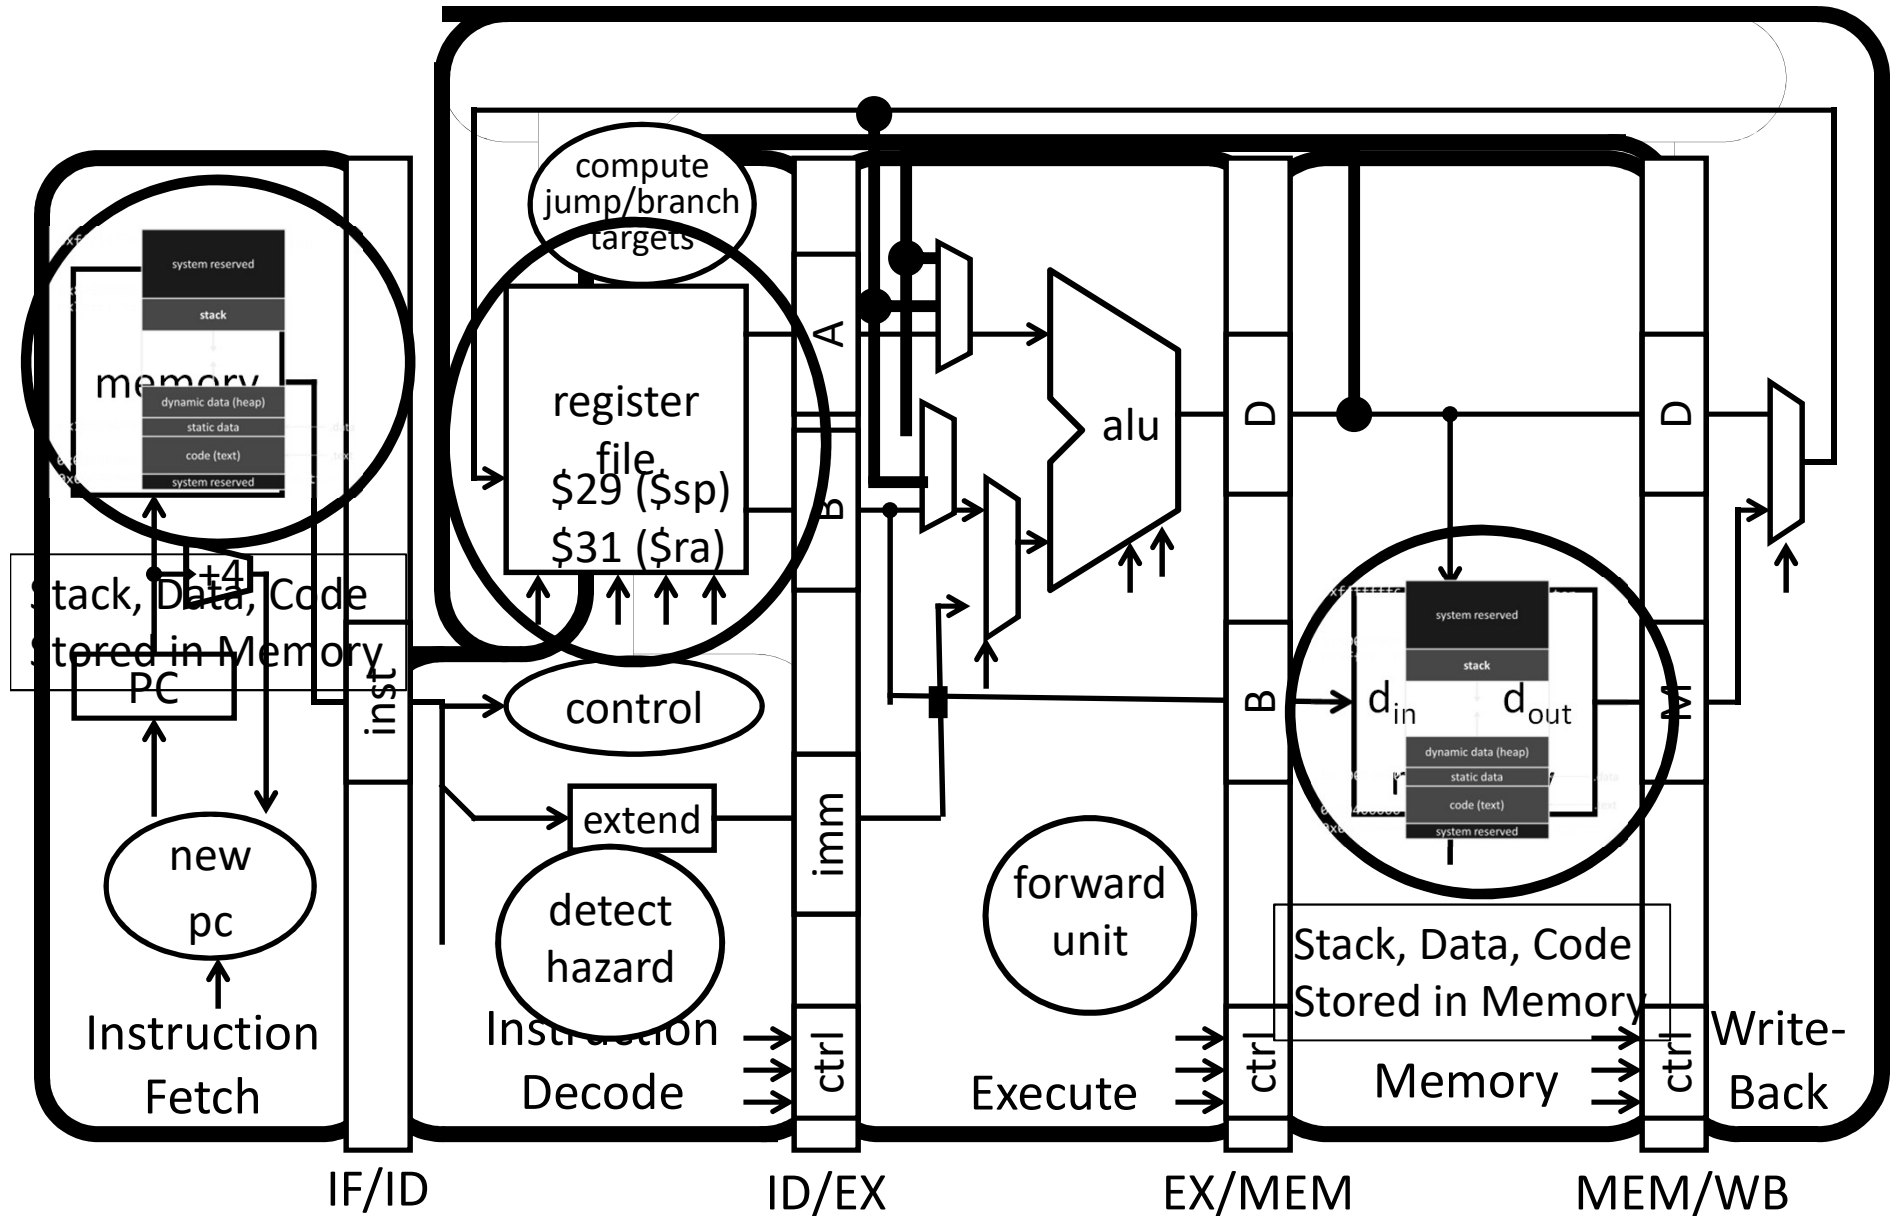 compute
jump/branch
targets
system reserved
stack
memory
dynamic data (heap)
static data
code (text)
system reserved
+4
Stack, Data, Code
Stored in Memory
PC
new
pc
Instruction
Fetch
inst
IF/ID
register
file
$29 ($sp)
$31 ($ra)
control
extend
detect
hazard
Instruction
Decode
A
B
imm
ctrl
ID/EX
alu
forward
unit
Execute
D
B
ctrl
EX/MEM
system reserved
stack
din
dout
dynamic data (heap)
static data
code (text)
system reserved
Stack, Data, Code
Stored in Memory
Memory
D
M
ctrl
MEM/WB
Write-
Back